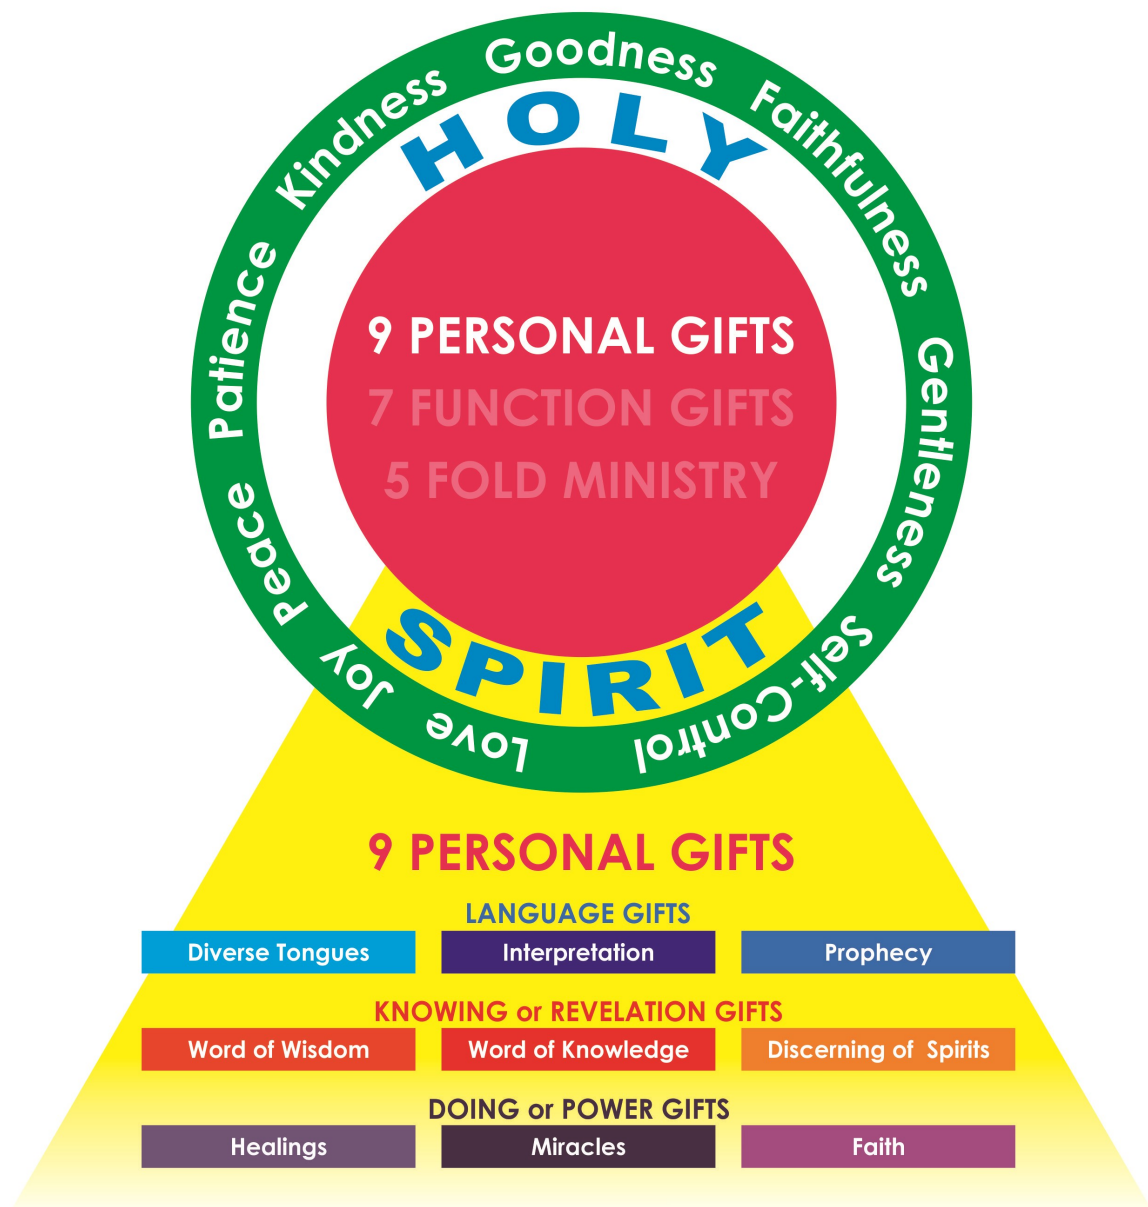 Love Joy Peace Patience Kindness Goodness Faithfulness Gentleness Self-Control
HOLY
9 PERSONAL GIFTS
7 FUNCTION GIFTS
5 FOLD MINISTRY
SPIRIT
9 PERSONAL GIFTS
LANGUAGE GIFTS
Diverse Tongues Interpretation Prophecy
KNOWING or REVELATION GIFTS
Word of Wisdom Word of Knowledge Discerning of Spirits
DOING or POWER GIFTS
Healings Miracles Faith